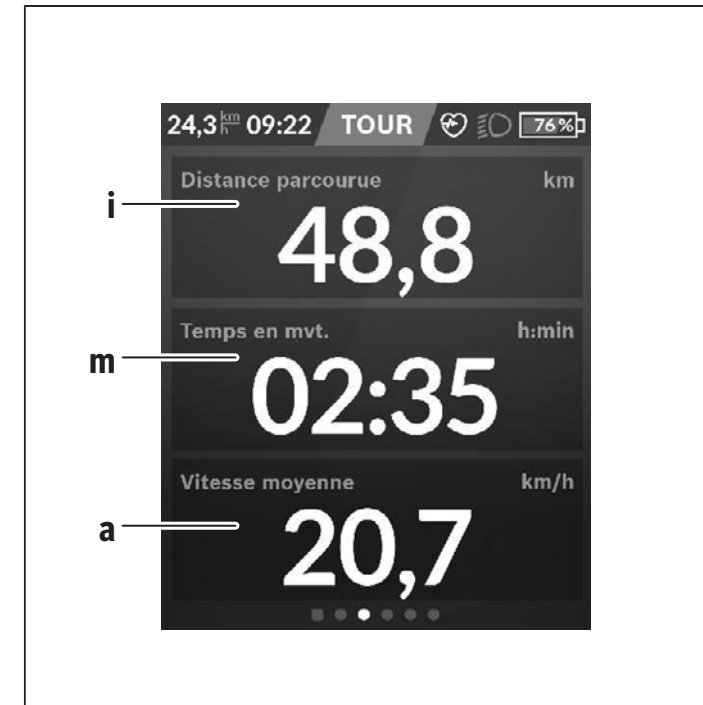 24,3 km/h 09:22 TOUR 76%
Distance parcourue km
i
48,8
Temps en mvt. h:min
m
02:35
Vitesse moyenne km/h
a
20,7